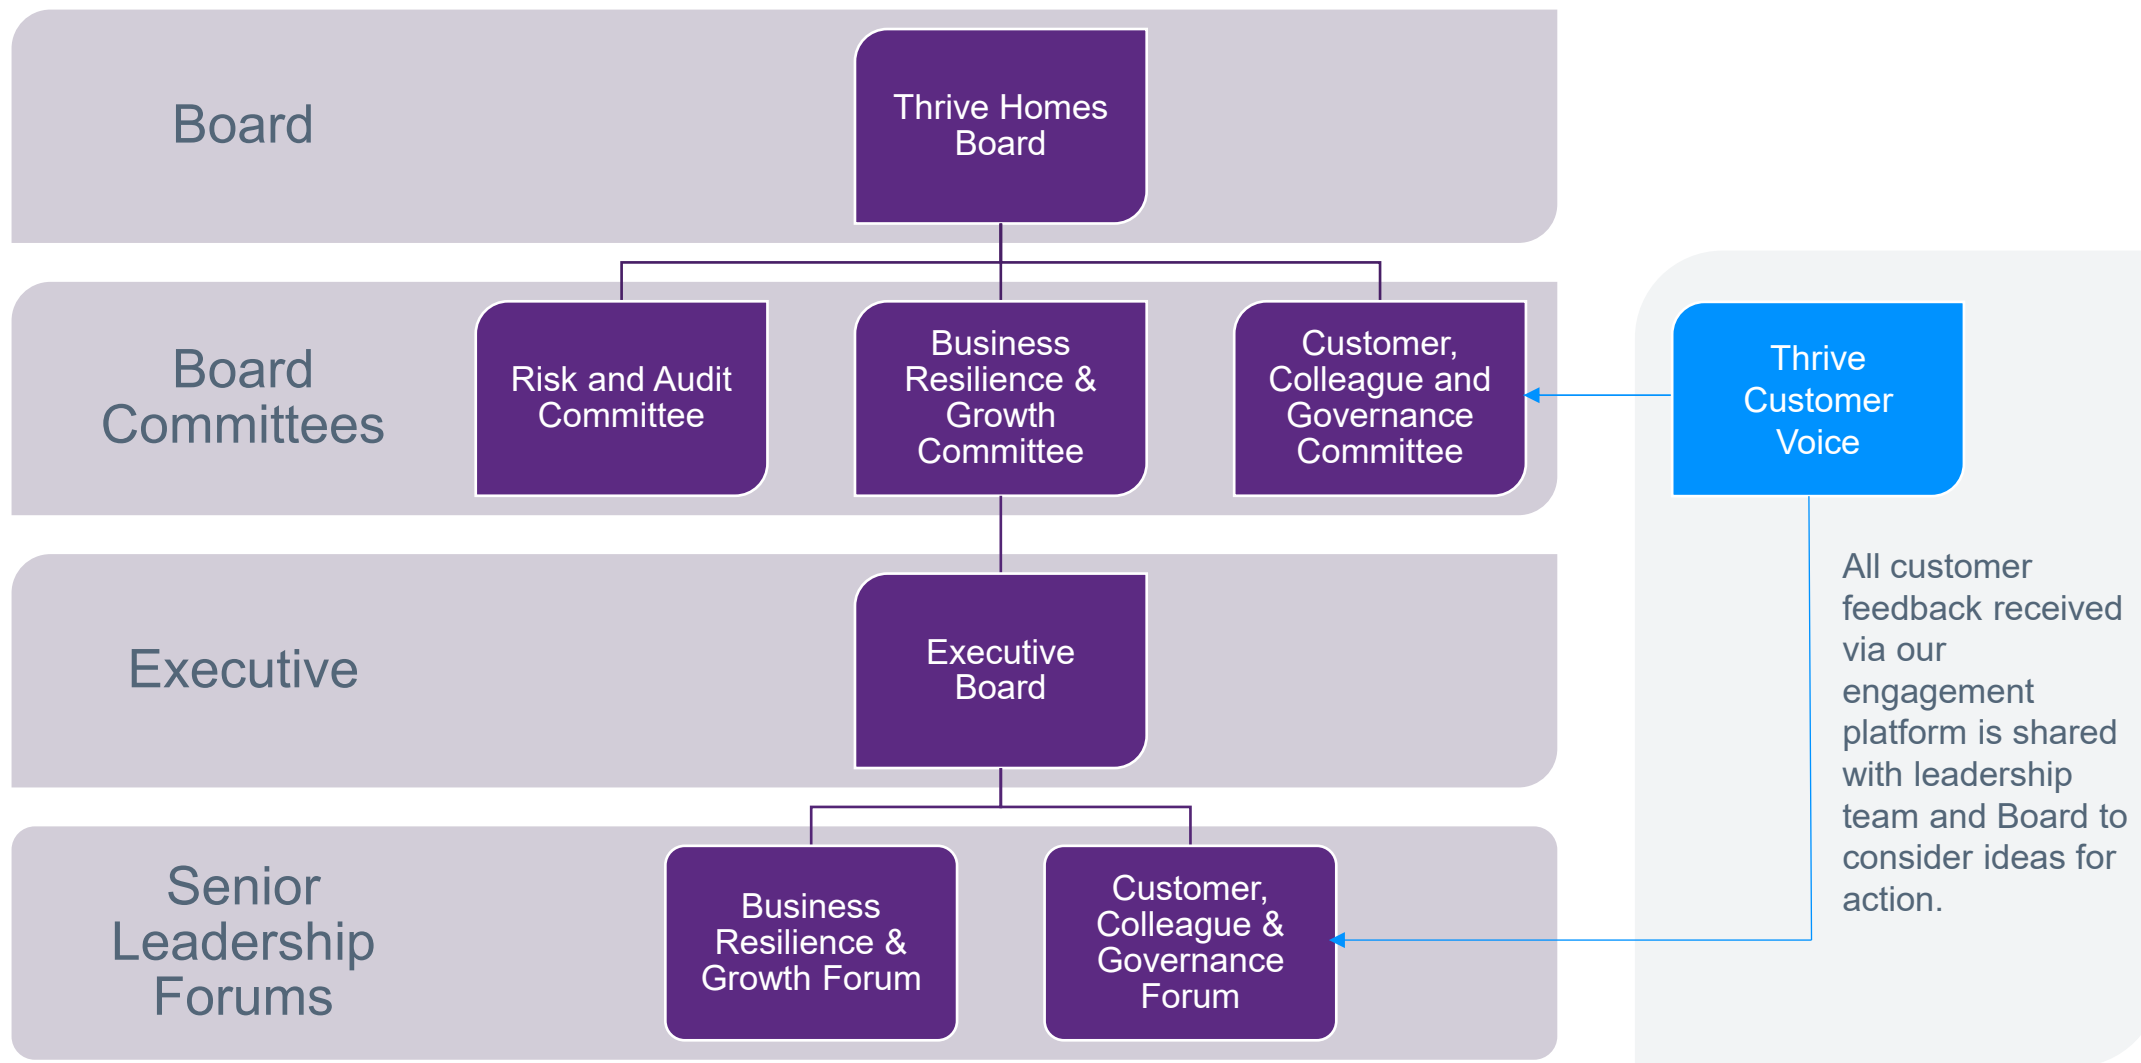 Board
Thrive Homes
Board
Board
Committees
Risk and Audit
Committee
Business
Resilience &
Growth
Committee
Customer,
Colleague and
Governance
Committee
Thrive
Customer
Voice
Executive
Executive
Board
All customer
feedback received
via our
engagement
platform is shared
with leadership
team and Board to
consider ideas for
action.
Senior
Leadership
Forums
Business
Resilience &
Growth Forum
Customer,
Colleague &
Governance
Forum